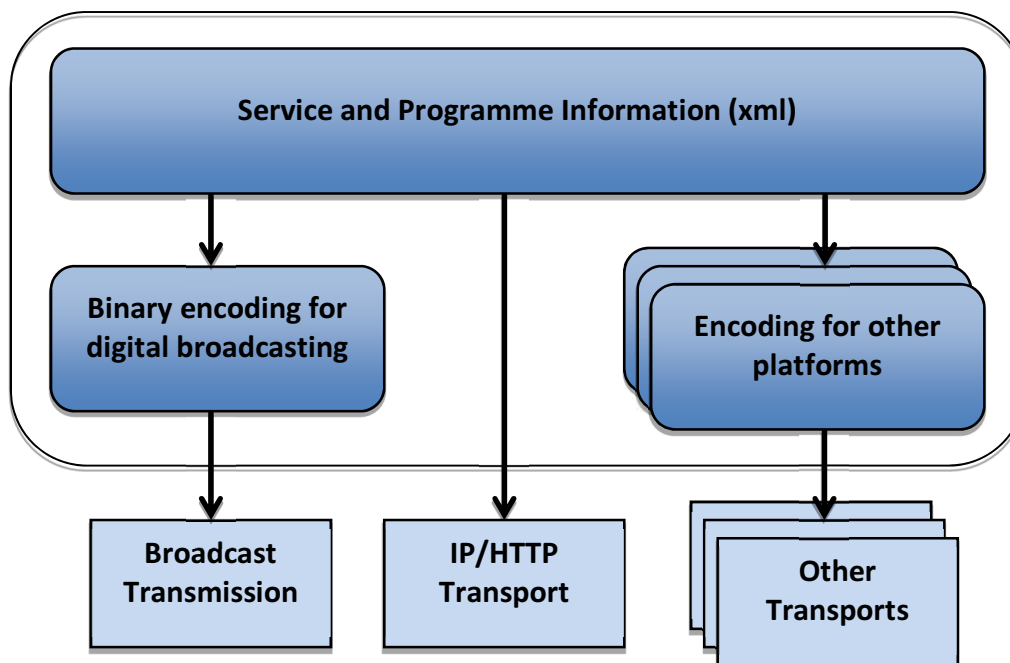 Service and Programme Information (xml)
Binary encoding for
digital broadcasting
Encoding for other
platforms
Broadcast
Transmission
IP/HTTP
Transport
Other
Transports